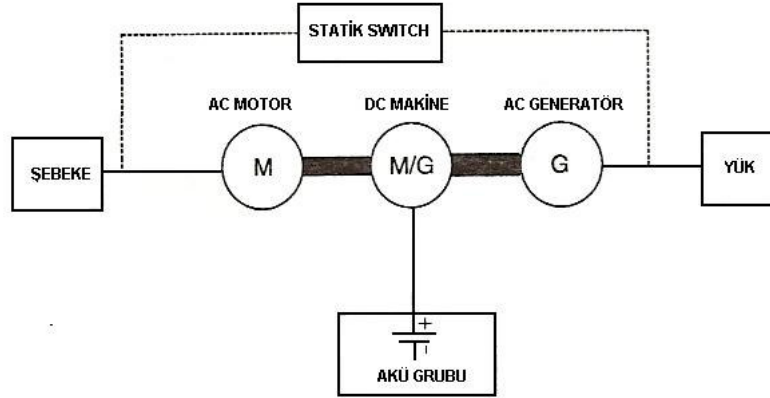 STATİK SWITCH
AC MOTOR
DC MAKİNE
AC GENERATÖR
ŞEBEKE
M
M/G
G
YÜK
+
-
AKÜ GRUBU